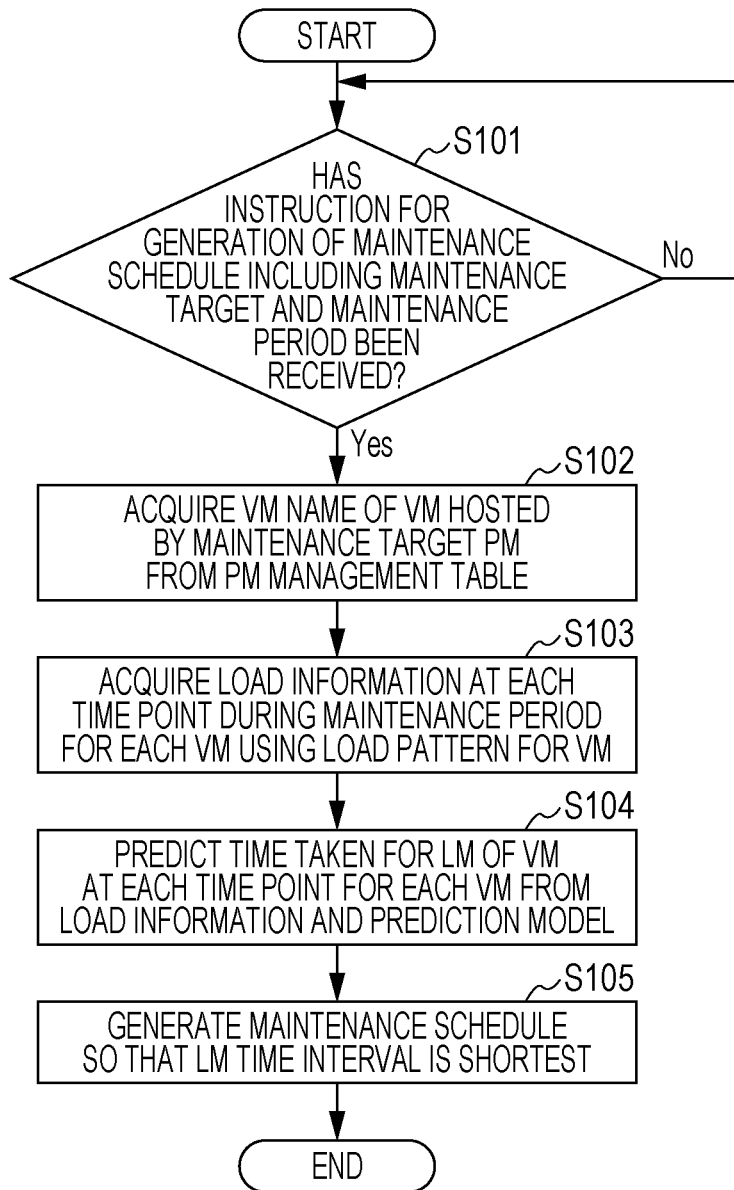 START
S101
HAS
INSTRUCTION FOR
GENERATION OF MAINTENANCE
SCHEDULE INCLUDING MAINTENANCE
TARGET AND MAINTENANCE
PERIOD BEEN
RECEIVED?
No
Yes
S102
ACQUIRE VM NAME OF VM HOSTED
BY MAINTENANCE TARGET PM
FROM PM MANAGEMENT TABLE
S103
ACQUIRE LOAD INFORMATION AT EACH
TIME POINT DURING MAINTENANCE PERIOD
FOR EACH VM USING LOAD PATTERN FOR VM
S104
PREDICT TIME TAKEN FOR LM OF VM
AT EACH TIME POINT FOR EACH VM FROM
LOAD INFORMATION AND PREDICTION MODEL
S105
GENERATE MAINTENANCE SCHEDULE
SO THAT LM TIME INTERVAL IS SHORTEST
END